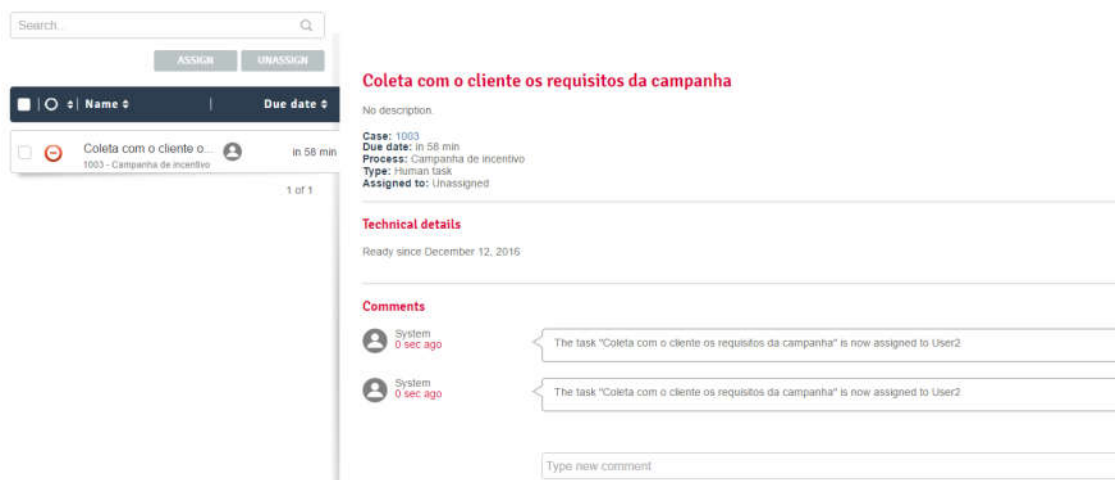 Search...
ASSIGN UNASSIGN
Name Due date
Coleta com o cliente o... in 58 min
1003 - Campanha de incentivo
1 of 1
Coleta com o cliente os requisitos da campanha
No description.
Case: 1003
Due date: in 58 min
Process: Campanha de incentivo
Type: Human task
Assigned to: Unassigned
Technical details
Ready since December 12, 2016
Comments
System
0 sec ago
The task "Coleta com o cliente os requisitos da campanha" is now assigned to User2
System
0 sec ago
The task "Coleta com o cliente os requisitos da campanha" is now assigned to User2
Type new comment